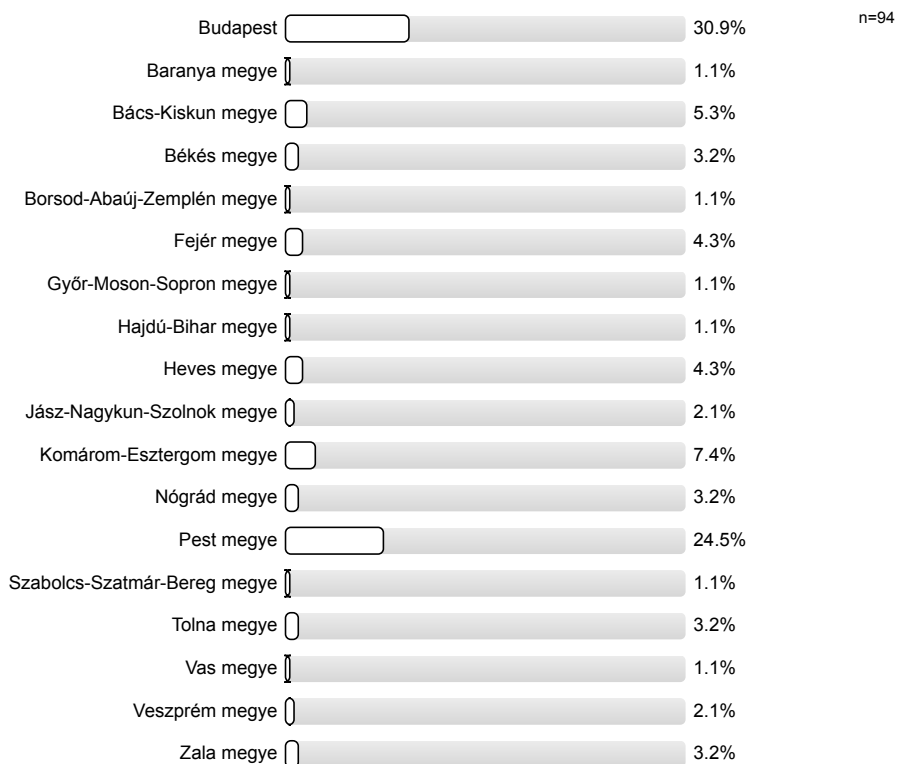 n=94
Budapest 30.9%
Baranya megye 1.1%
Bács-Kiskun megye 5.3%
Békés megye 3.2%
Borsod-Abaúj-Zemplén megye 1.1%
Fejér megye 4.3%
Győr-Moson-Sopron megye 1.1%
Hajdú-Bihar megye 1.1%
Heves megye 4.3%
Jász-Nagykun-Szolnok megye 2.1%
Komárom-Esztergom megye 7.4%
Nógrád megye 3.2%
Pest megye 24.5%
Szabolcs-Szatmár-Bereg megye 1.1%
Tolna megye 3.2%
Vas megye 1.1%
Veszprém megye 2.1%
Zala megye 3.2%